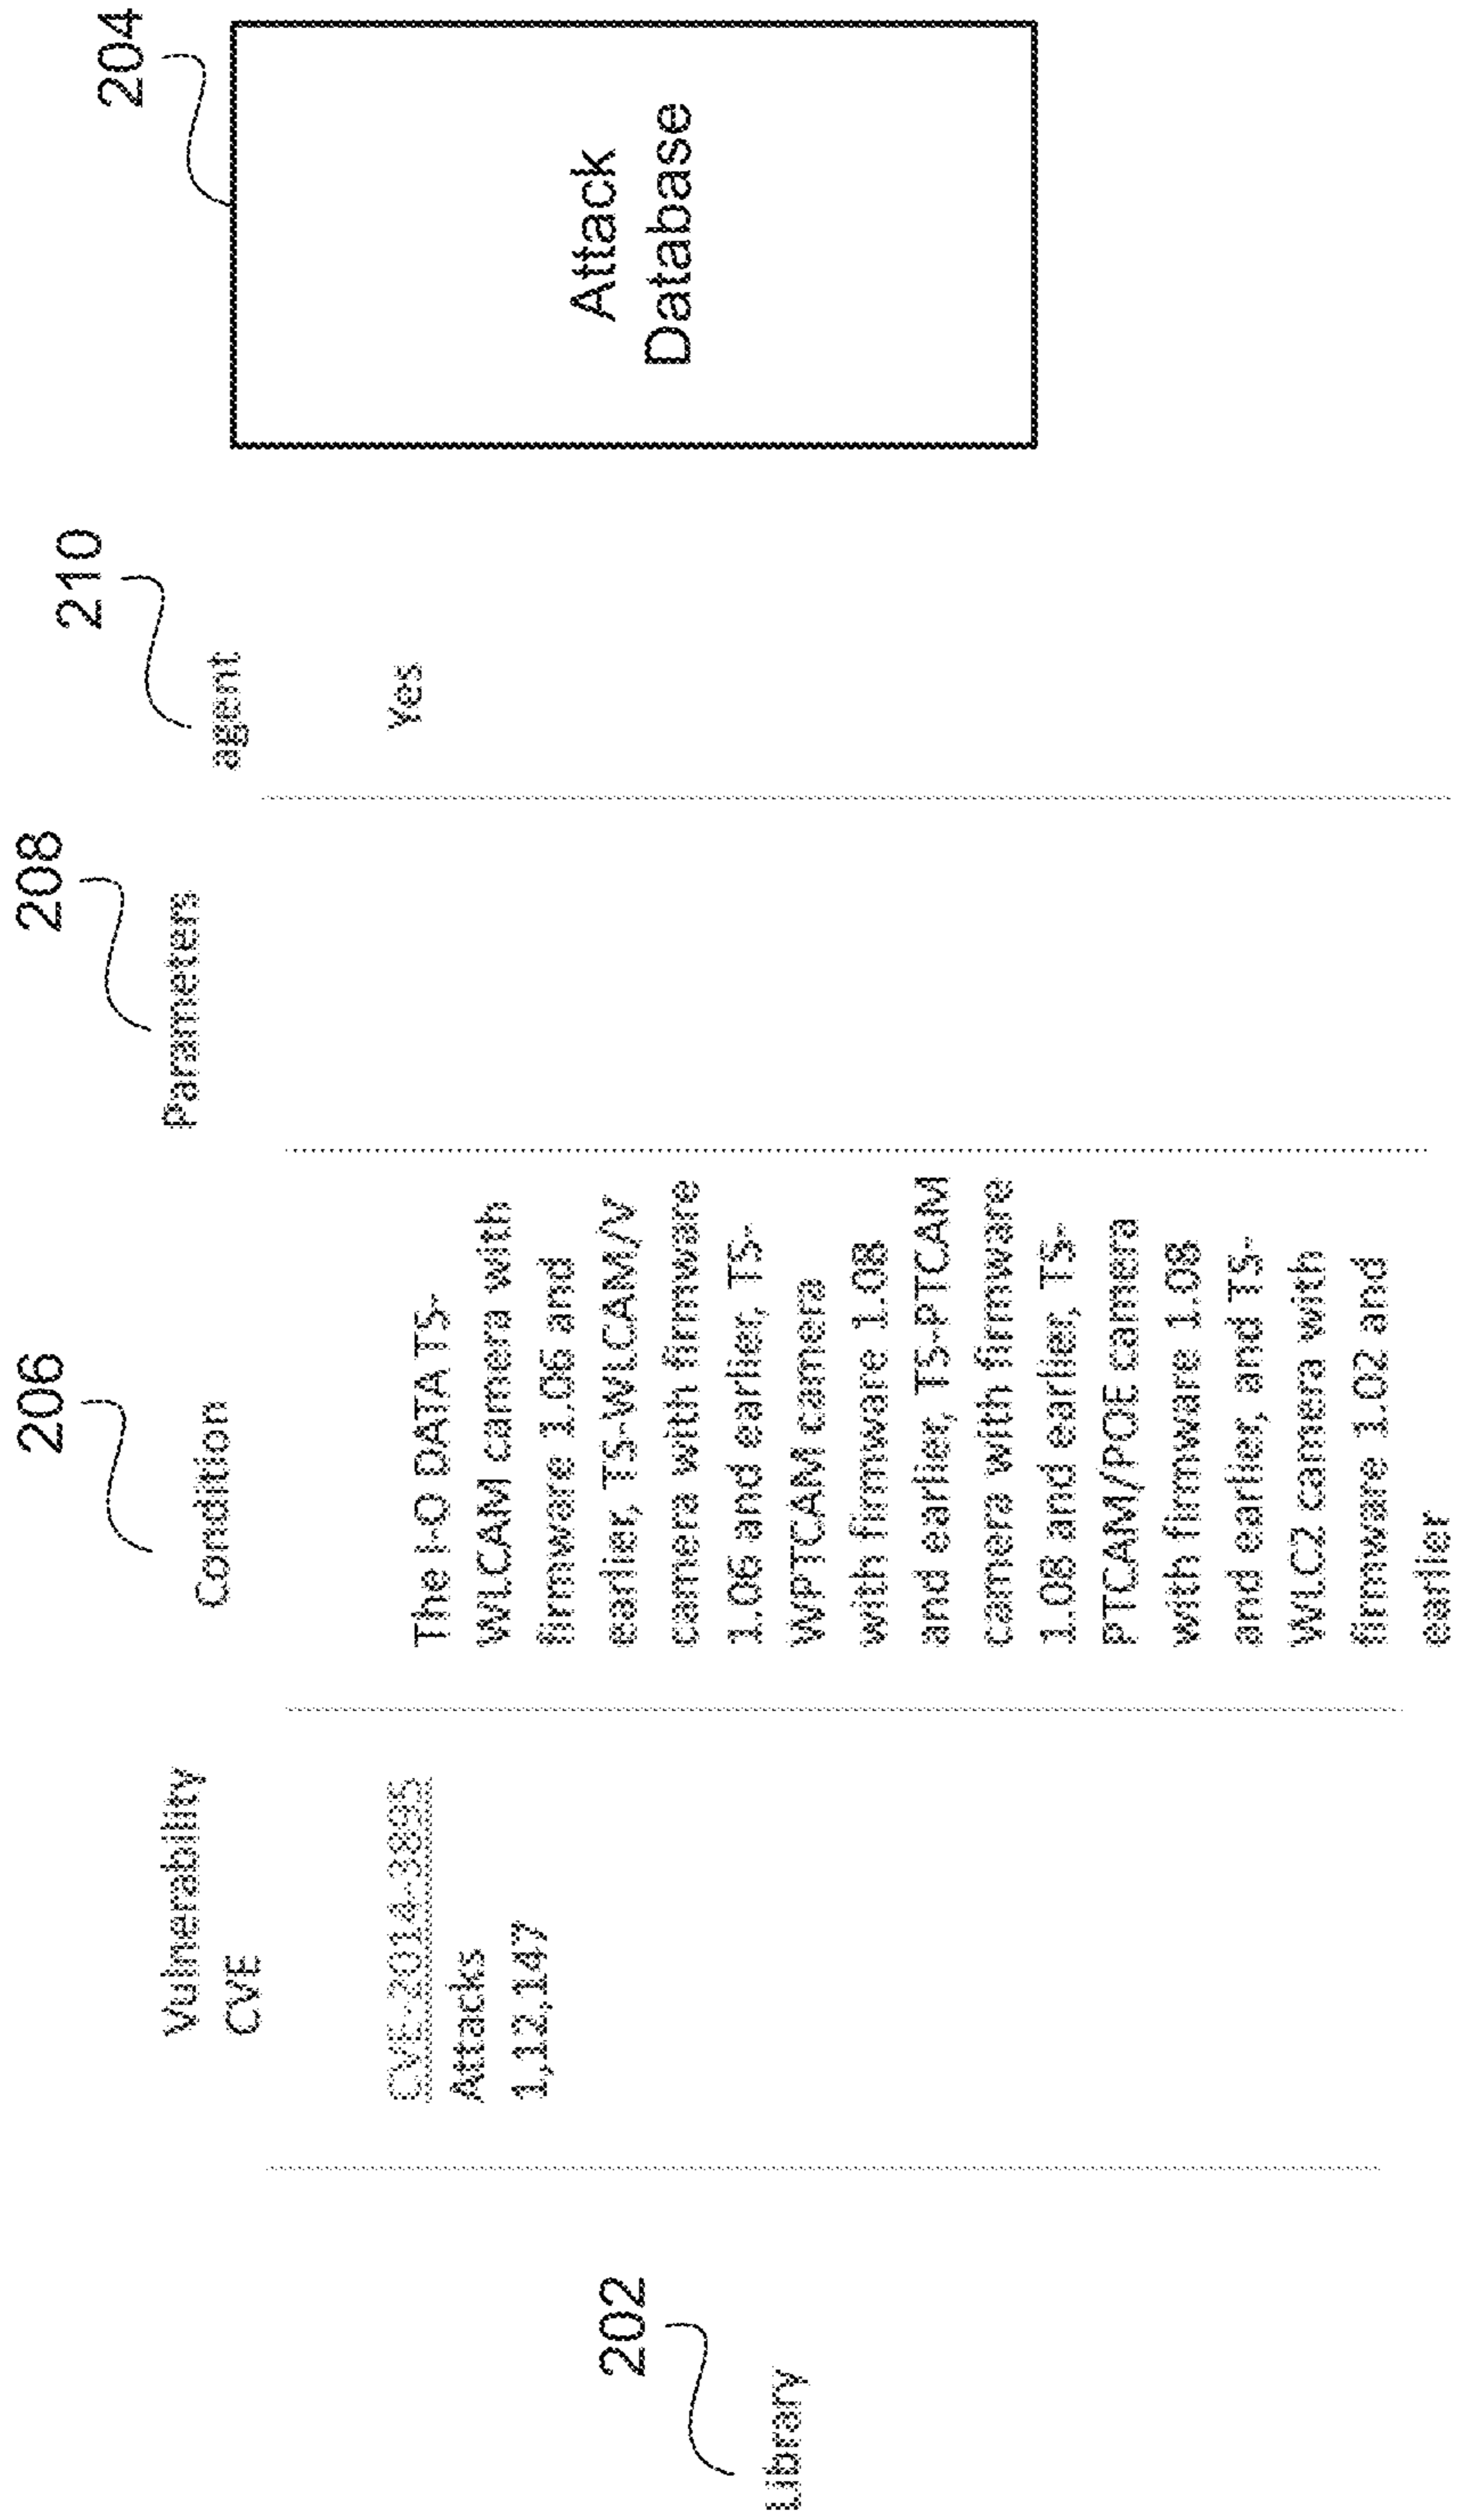 202
Library
Vulnerability
CVE
CVE-2014-3895
Attacks
1,12,147
206
Condition
The I-O DATA TS-
WLCAM camera with
firmware 1.06 and
earlier, TS-WLCAM/V
camera with firmware
1.06 and earlier, TS-
WPTCAM camera
with firmware 1.08
and earlier, TS-PTCAM
camera with firmware
1.08 and earlier, TS-
PTCAM/POE camera
with firmware 1.08
and earlier, and TS-
WLC2 camera with
firmware 1.02 and
earlier
208
Parameters
210
agent
Yes
204
Attack
Database